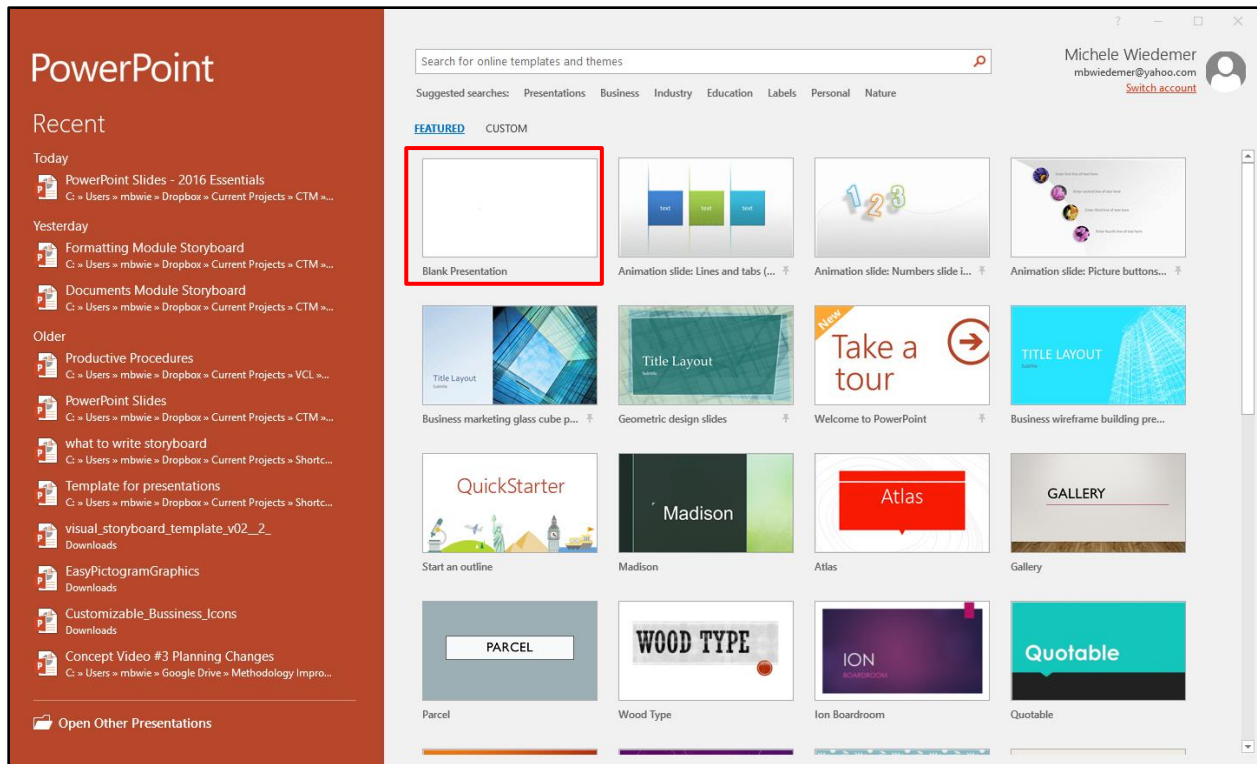 PowerPoint
Recent
Today
PowerPoint Slides - 2016 Essentials
C: » Users » mbwie » Dropbox » Current Projects » CTM »...
Yesterday
Formatting Module Storyboard
C: » Users » mbwie » Dropbox » Current Projects » CTM »...
Documents Module Storyboard
C: » Users » mbwie » Dropbox » Current Projects » CTM »...
Older
Productive Procedures
C: » Users » mbwie » Dropbox » Current Projects » VCL »...
PowerPoint Slides
C: » Users » mbwie » Dropbox » Current Projects » CTM »...
what to write storyboard
C: » Users » mbwie » Dropbox » Current Projects » Shortc...
Template for presentations
C: » Users » mbwie » Dropbox » Current Projects » Shortc...
visual_storyboard_template_v02__2_
Downloads
EasyPictogramGraphics
Downloads
Customizable_Bussiness_Icons
Downloads
Concept Video #3 Planning Changes
C: » Users » mbwie » Google Drive » Methodology Impro...
Open Other Presentations
?
Search for online templates and themes
Michele Wiedemer
mbwiedemer@yahoo.com
Switch account
Suggested searches: Presentations Business Industry Education Labels Personal Nature
FEATURED CUSTOM
text text text
1 2 3
Blank Presentation
Animation slide: Lines and tabs (...
Animation slide: Numbers slide i...
Animation slide: Picture buttons...
Title Layout
Subtitle
Title Layout
Subtitle
New
Take a
tour
TITLE LAYOUT
Subtitle
Business marketing glass cube p...
Geometric design slides
Welcome to PowerPoint
Business wireframe building pre...
QuickStarter
Madison
Atlas
GALLERY
Start an outline
Madison
Atlas
Gallery
PARCEL
WOOD TYPE
ION
BOARDROOM
Quotable
Parcel
Wood Type
Ion Boardroom
Quotable